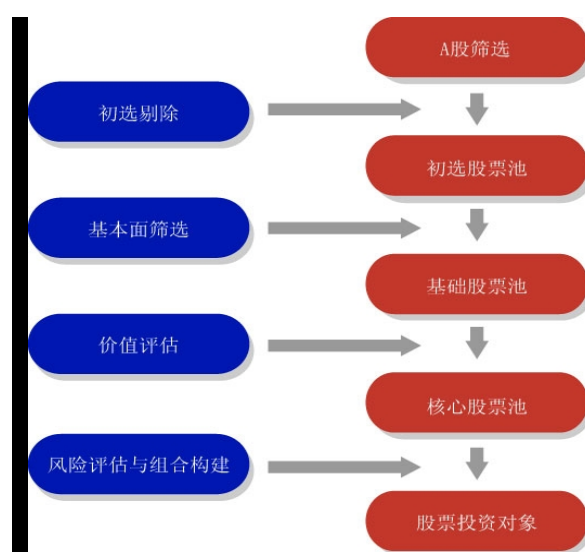 A股筛选
初选剔除
初选股票池
基本面筛选
基础股票池
价值评估
核心股票池
风险评估与组合构建
股票投资对象